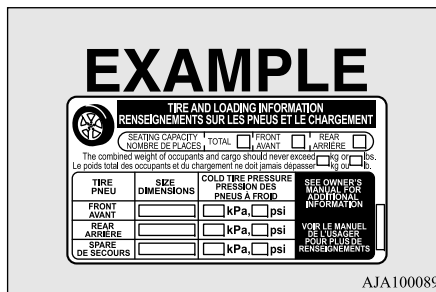 EXAMPLE
TIRE AND LOADING INFORMATION
RENSEIGNEMENTS SUR LES PNEUS ET LE CHARGEMENT
SEATING CAPACITY
NOMBRE DE PLACES
TOTAL
FRONT
AVANT
REAR
ARRIÈRE
The combined weight of occupants and cargo should never exceed kg or lbs.
Le poids total des occupants et du chargement ne doit jamais dépasser kg ou lb.
TIRE
PNEU
SIZE
DIMENSIONS
COLD TIRE PRESSURE
PRESSION DES
PNEUS À FROID
SEE OWNER'S
MANUAL FOR
ADDITIONAL
INFORMATION
FRONT
AVANT
kPa, psi
REAR
ARRIÈRE
kPa, psi
SPARE
DE SECOURS
kPa, psi
VOIR LE MANUEL
DE L'USAGER
POUR PLUS DE
RENSEIGNEMENTS
AJA100089